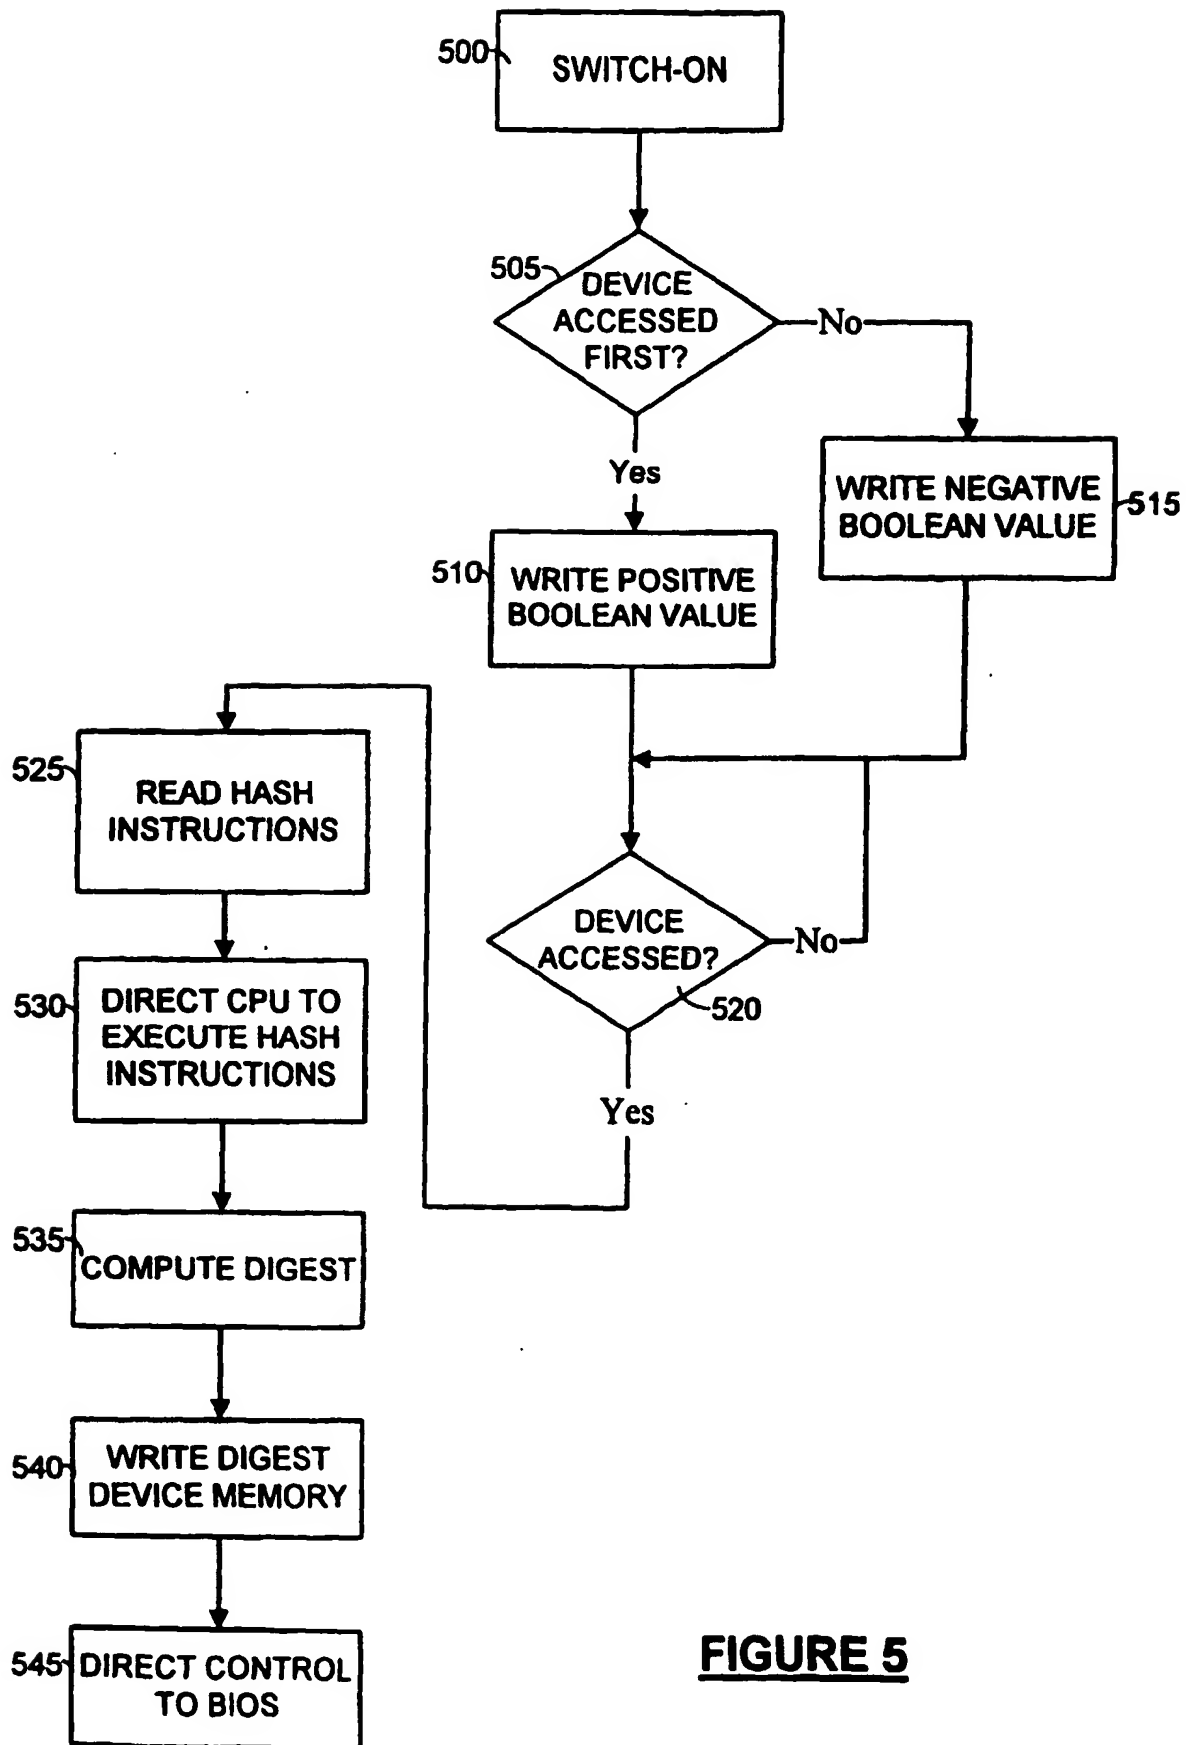 500
SWITCH-ON
505
DEVICE
ACCESSED
FIRST?
No
Yes
WRITE NEGATIVE
BOOLEAN VALUE
515
510
WRITE POSITIVE
BOOLEAN VALUE
DEVICE
ACCESSED?
No
520
Yes
525
READ HASH
INSTRUCTIONS
530
DIRECT CPU TO
EXECUTE HASH
INSTRUCTIONS
535
COMPUTE DIGEST
540
WRITE DIGEST
DEVICE MEMORY
545
DIRECT CONTROL
TO BIOS
FIGURE 5